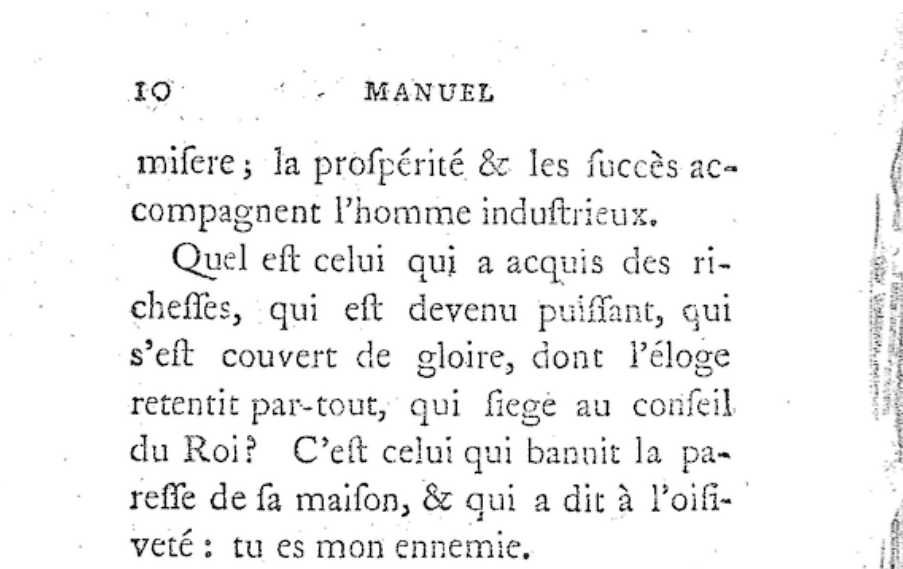 10 MANUEL
miſere; la proſpérité & les ſuccès ac-
compagnent l'homme induſtrieux.
Quel eſt celui qui a acquis des ri-
cheſſes, qui eſt devenu puiſſant, qui
s'eſt couvert de gloire, dont l'éloge
retentit par-tout, qui ſiege au conſeil
du Roi? C'eſt celui qui bannit la pa-
reſſe de ſa maiſon, & qui a dit à l'oiſi-
veté : tu es mon ennemie.